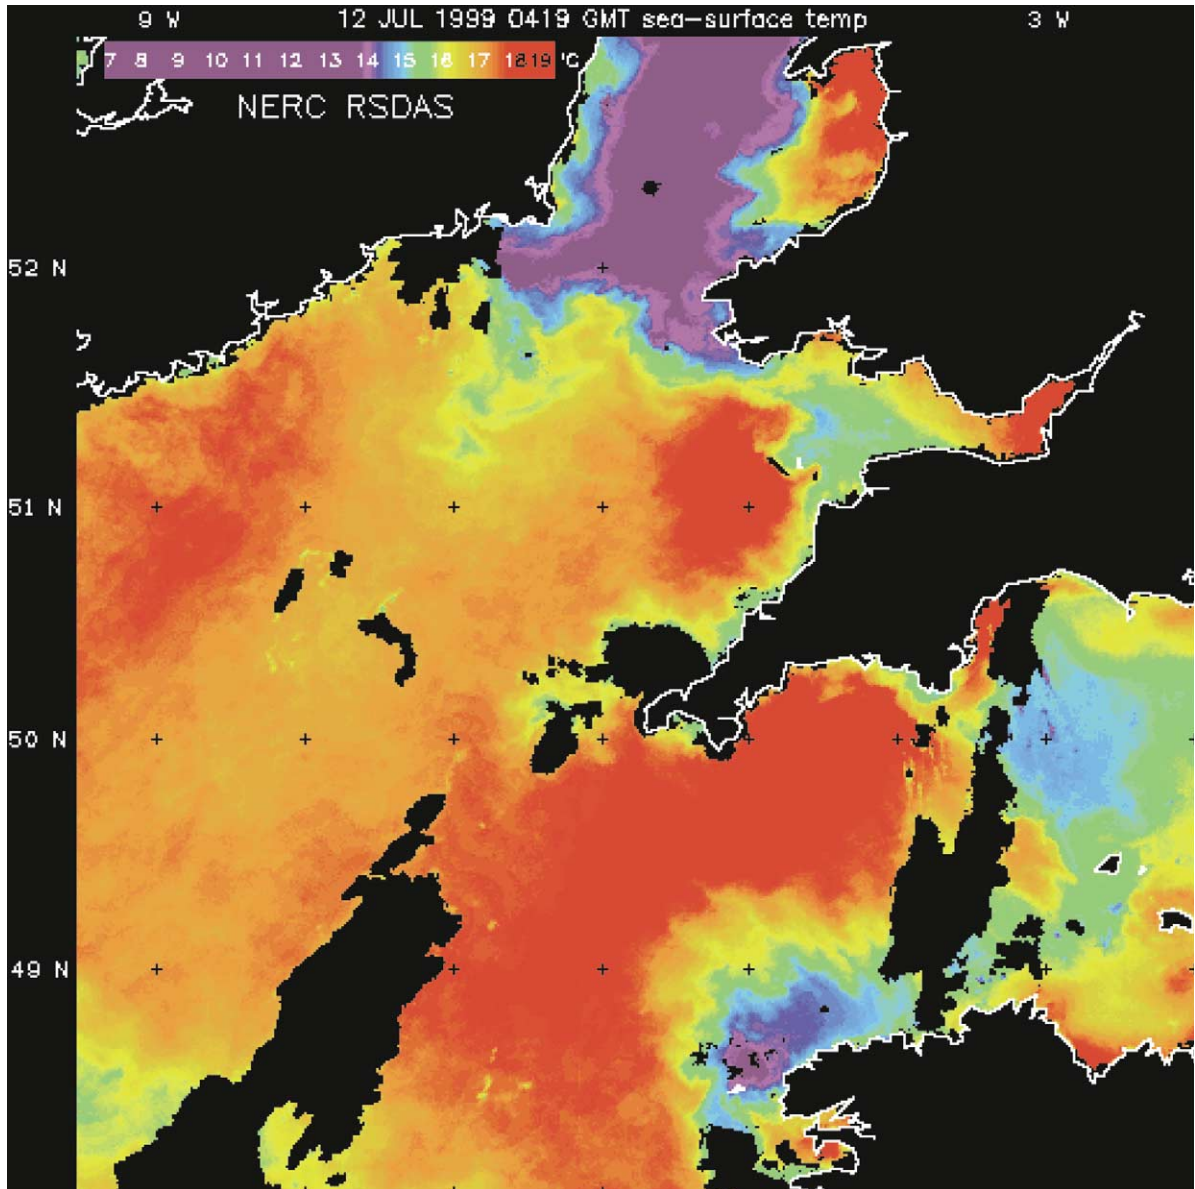 9 W 12 JUL 1999 0419 GMT sea-surface temp 3 W
7 8 9 10 11 12 13 14 15 16 17 18 19 °C
NERC RSDAS
52 N
51 N
50 N
49 N